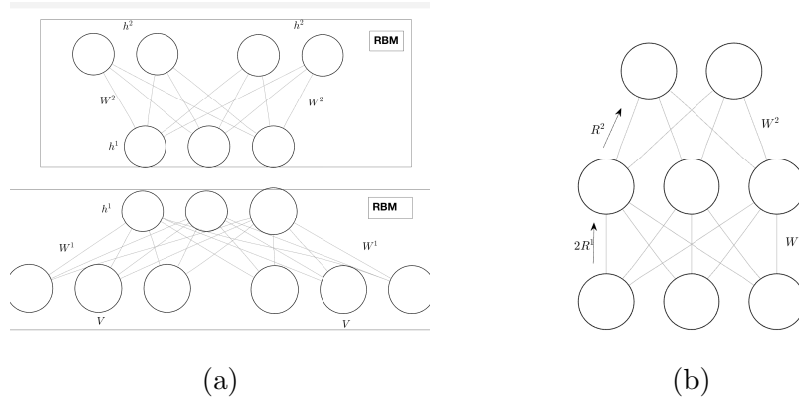 h²
h²
RBM
W²
W²
h¹
h¹
RBM
W¹
W¹
V
V
(a)
R²
W²
2R¹
W
(b)